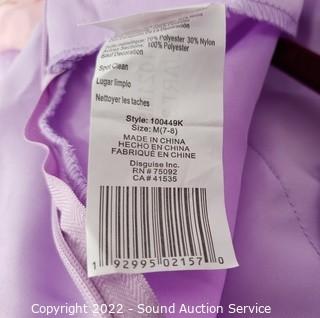 70% Polyester 30% Nylon
100% Polyester
Spot Clean
Lugar limpio
Nettoyer les taches
Style: 100449K
Size: M(7-8)
MADE IN CHINA
HECHO EN CHINA
FABRIQUÉ EN CHINE
Disguise Inc.
RN # 75092
CA # 41535
1 92995 02157 0
Copyright 2022 - Sound Auction Service